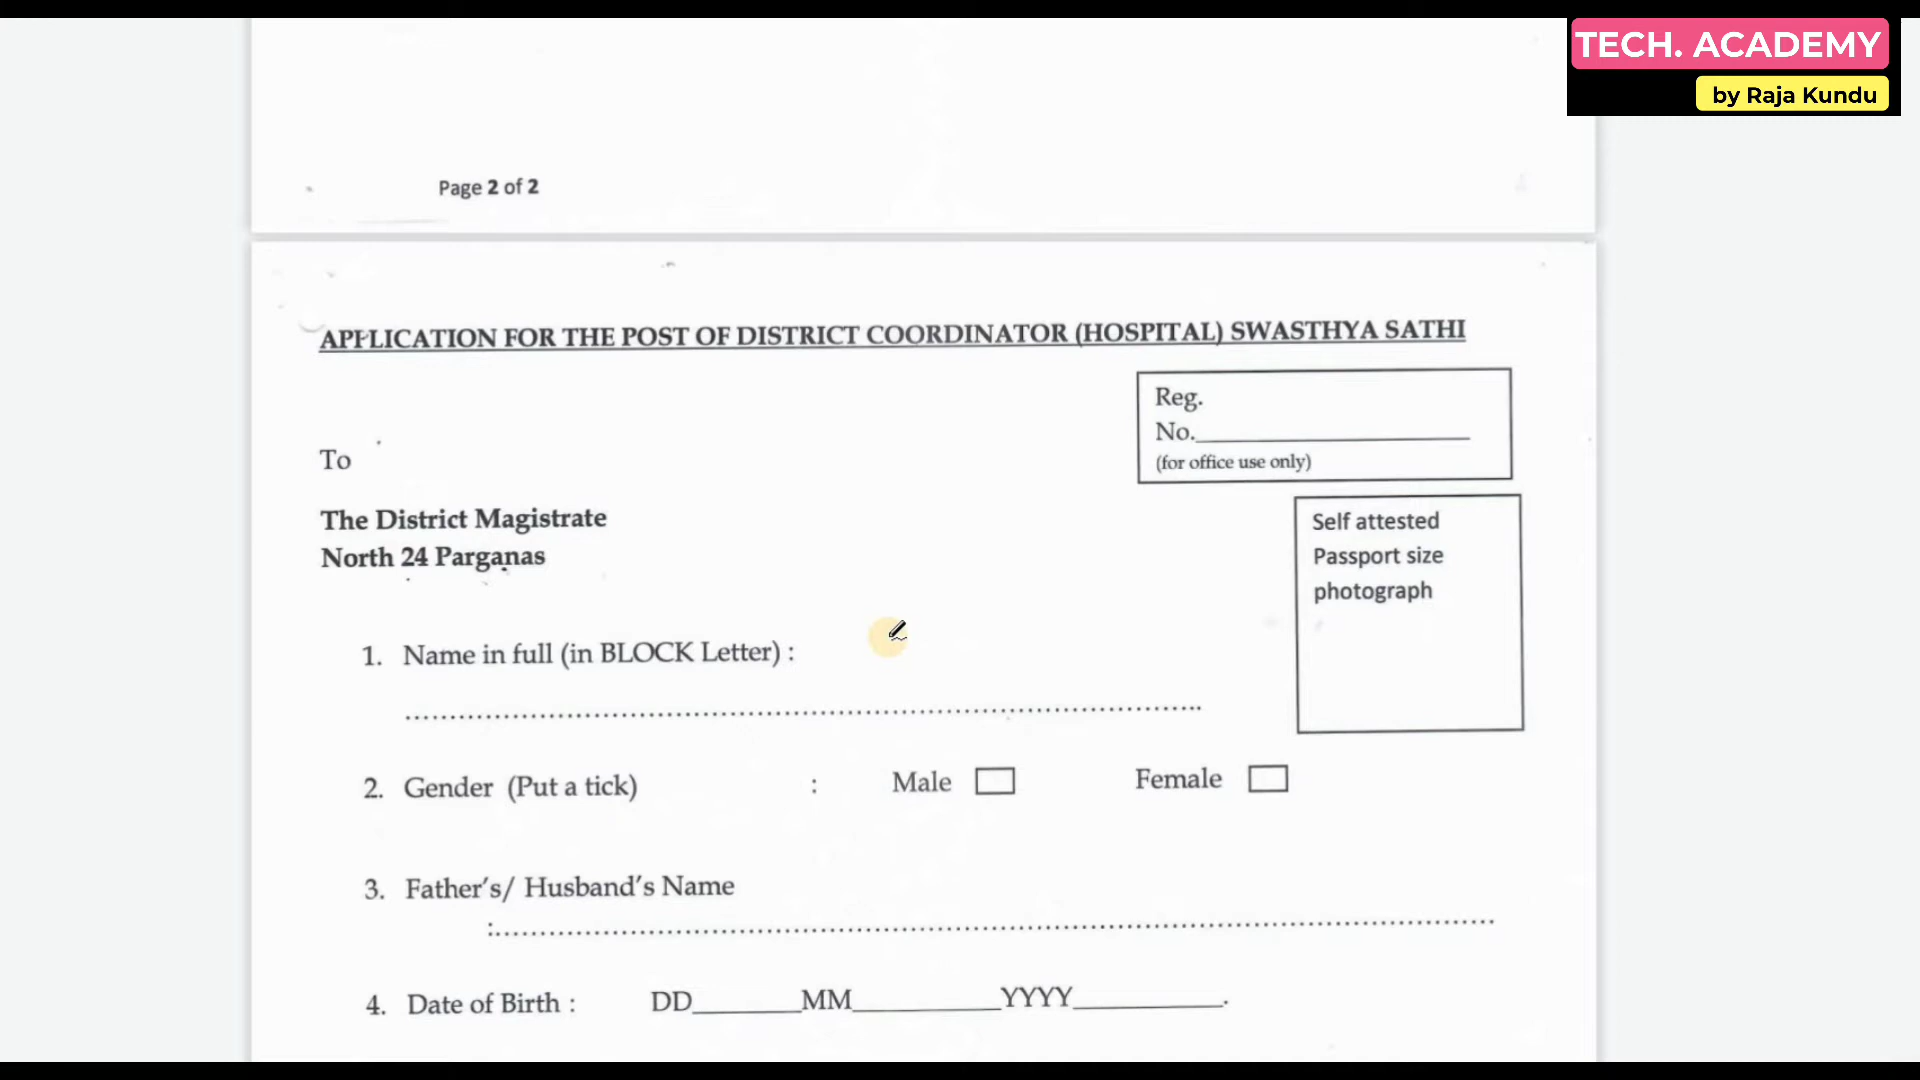 TECH. ACADEMY
by Raja Kundu
Page 2 of 2
APPLICATION FOR THE POST OF DISTRICT COORDINATOR (HOSPITAL) SWASTHYA SATHI
Reg.
No.
(for office use only)
To
The District Magistrate
North 24 Parganas
Self attested
Passport size
photograph
1. Name in full (in BLOCK Letter) :
2. Gender (Put a tick) : Male Female
3. Father's/ Husband's Name
:
4. Date of Birth : DD________MM___________YYYY___________.